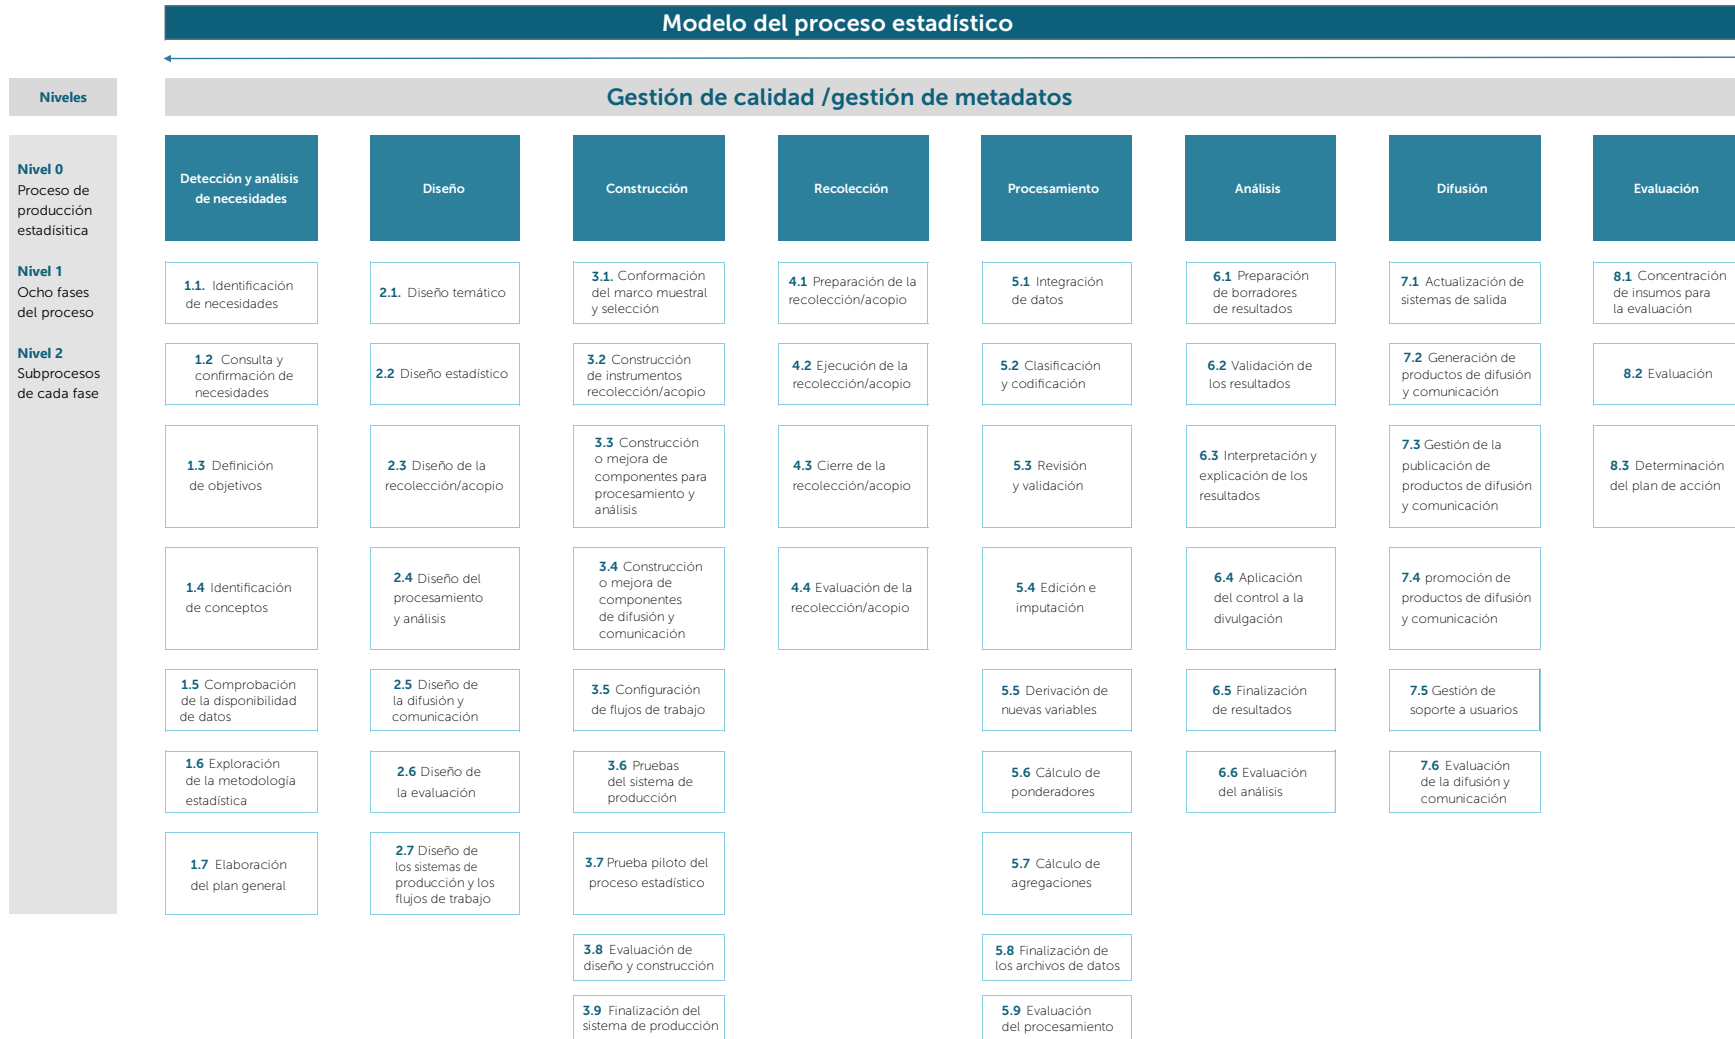 Modelo del proceso estadístico
Niveles
Gestión de calidad /gestión de metadatos
Nivel 0
Proceso de
producción
estadísitica
Nivel 1
Ocho fases
del proceso
Nivel 2
Subprocesos
de cada fase
Detección y análisis
de necesidades
1.1. Identificación
de necesidades
1.2 Consulta y
confirmación de
necesidades
1.3 Definición
de objetivos
1.4 Identificación
de conceptos
1.5 Comprobación
de la disponibilidad
de datos
1.6 Exploración
de la metodología
estadística
1.7 Elaboración
del plan general
Diseño
2.1. Diseño temático
2.2 Diseño estadístico
2.3 Diseño de la
recolección/acopio
2.4 Diseño del
procesamiento
y análisis
2.5 Diseño de
la difusión y
comunicación
2.6 Diseño de
la evaluación
2.7 Diseño de
los sistemas de
producción y los
flujos de trabajo
Construcción
3.1. Conformación
del marco muestral
y selección
3.2 Construcción
de instrumentos
recolección/acopio
3.3 Construcción
o mejora de
componentes para
procesamiento y
análisis
3.4 Construcción
o mejora de
componentes
de difusión y
comunicación
3.5 Configuración
de flujos de trabajo
3.6 Pruebas
del sistema de
producción
3.7 Prueba piloto del
proceso estadístico
3.8 Evaluación de
diseño y construcción
3.9 Finalización del
sistema de producción
Recolección
4.1 Preparación de la
recolección/acopio
4.2 Ejecución de la
recolección/acopio
4.3 Cierre de la
recolección/acopio
4.4 Evaluación de la
recolección/acopio
Procesamiento
5.1 Integración
de datos
5.2 Clasificación
y codificación
5.3 Revisión
y validación
5.4 Edición e
imputación
5.5 Derivación de
nuevas variables
5.6 Cálculo de
ponderadores
5.7 Cálculo de
agregaciones
5.8 Finalización de
los archivos de datos
5.9 Evaluación
del procesamiento
Análisis
6.1 Preparación
de borradores
de resultados
6.2 Validación de
los resultados
6.3 Interpretación y
explicación de los
resultados
6.4 Aplicación
del control a la
divulgación
6.5 Finalización
de resultados
6.6 Evaluación
del análisis
Difusión
7.1 Actualización de
sistemas de salida
7.2 Generación de
productos de difusión
y comunicación
7.3 Gestión de la
publicación de
productos de difusión
y comunicación
7.4 promoción de
productos de difusión
y comunicación
7.5 Gestión de
soporte a usuarios
7.6 Evaluación
de la difusión y
comunicación
Evaluación
8.1 Concentración
de insumos para
la evaluación
8.2 Evaluación
8.3 Determinación
del plan de acción